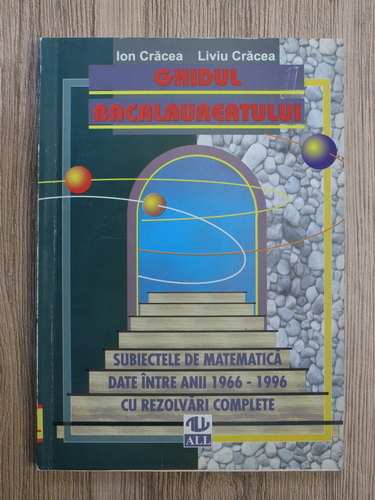 Ion Crăcea Liviu Crăcea
GHIDUL
BACALAUREATULUI
SUBIECTELE DE MATEMATICĂ
DATE ÎNTRE ANII 1966 - 1996
CU REZOLVĂRI COMPLETE
ALL